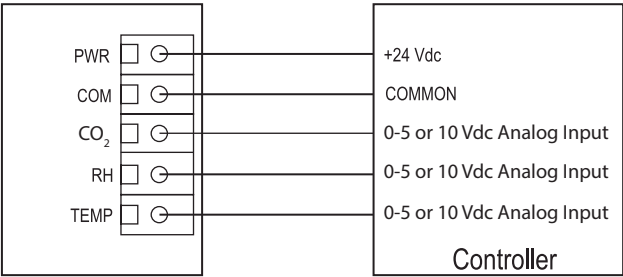 PWR +24 Vdc
COM COMMON
CO₂ 0-5 or 10 Vdc Analog Input
RH 0-5 or 10 Vdc Analog Input
TEMP 0-5 or 10 Vdc Analog Input
Controller